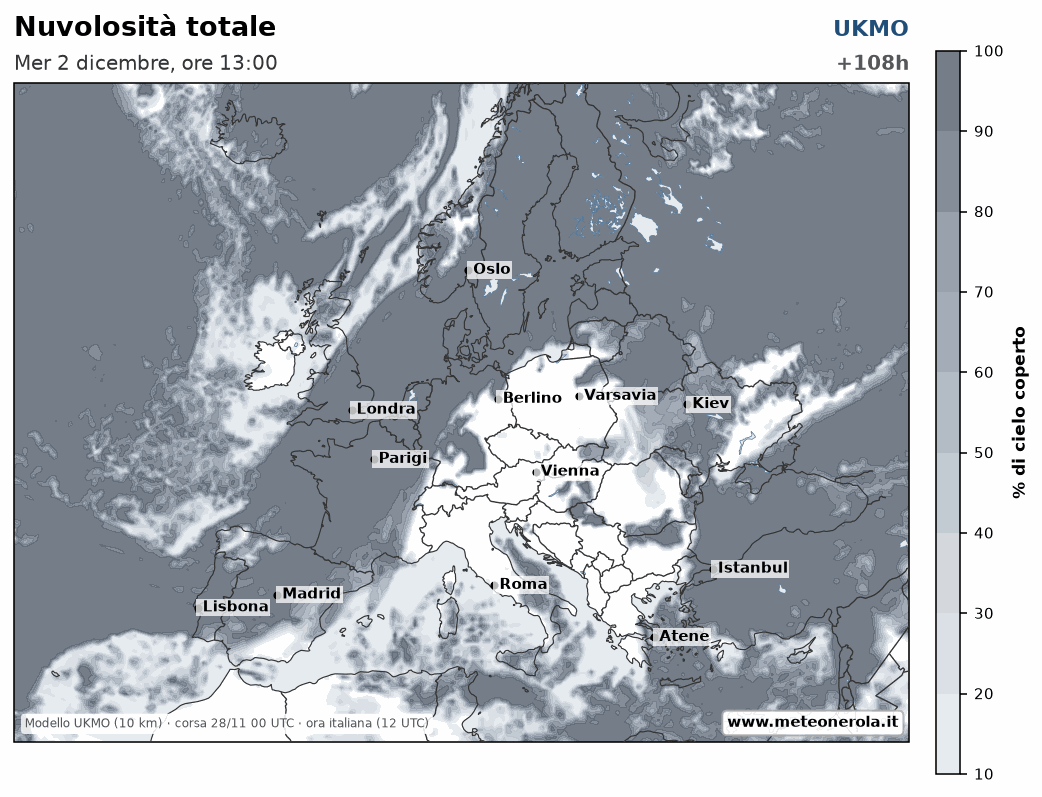 Nuvolosità totale
UKMO
Mer 2 dicembre, ore 13:00
+108h
Oslo
Londra
Berlino
Varsavia
Kiev
Parigi
Vienna
Istanbul
Roma
Madrid
Lisbona
Atene
Modello UKMO (10 km) · corsa 28/11 00 UTC · ora italiana (12 UTC)
www.meteonerola.it
100
90
80
70
60
50
40
30
20
10
% di cielo coperto